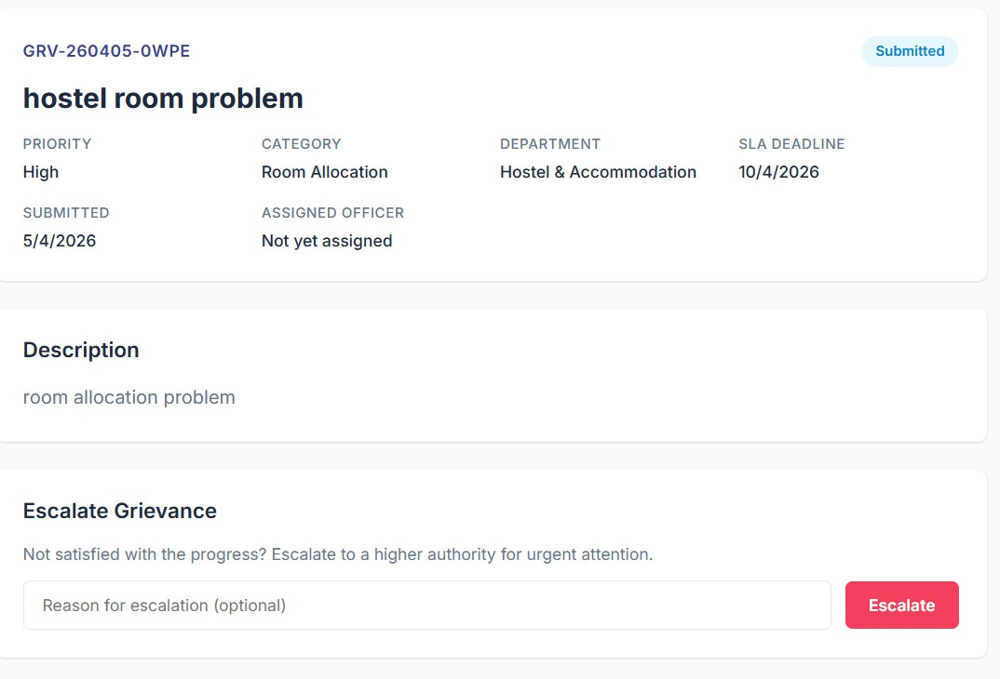 GRV-260405-0WPE
Submitted
hostel room problem
PRIORITY CATEGORY DEPARTMENT SLA DEADLINE
High Room Allocation Hostel & Accommodation 10/4/2026
SUBMITTED ASSIGNED OFFICER
5/4/2026 Not yet assigned
Description
room allocation problem
Escalate Grievance
Not satisfied with the progress? Escalate to a higher authority for urgent attention.
Reason for escalation (optional) Escalate